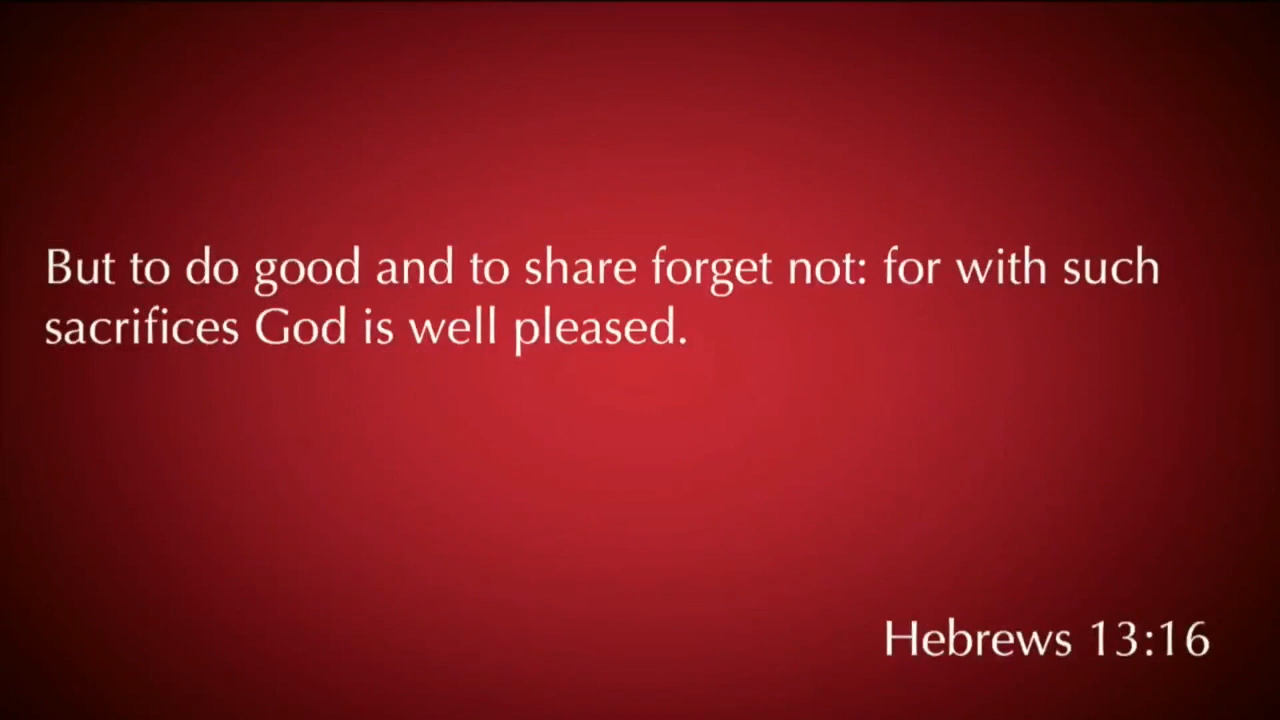 But to do good and to share forget not: for with such
sacrifices God is well pleased.
Hebrews 13:16